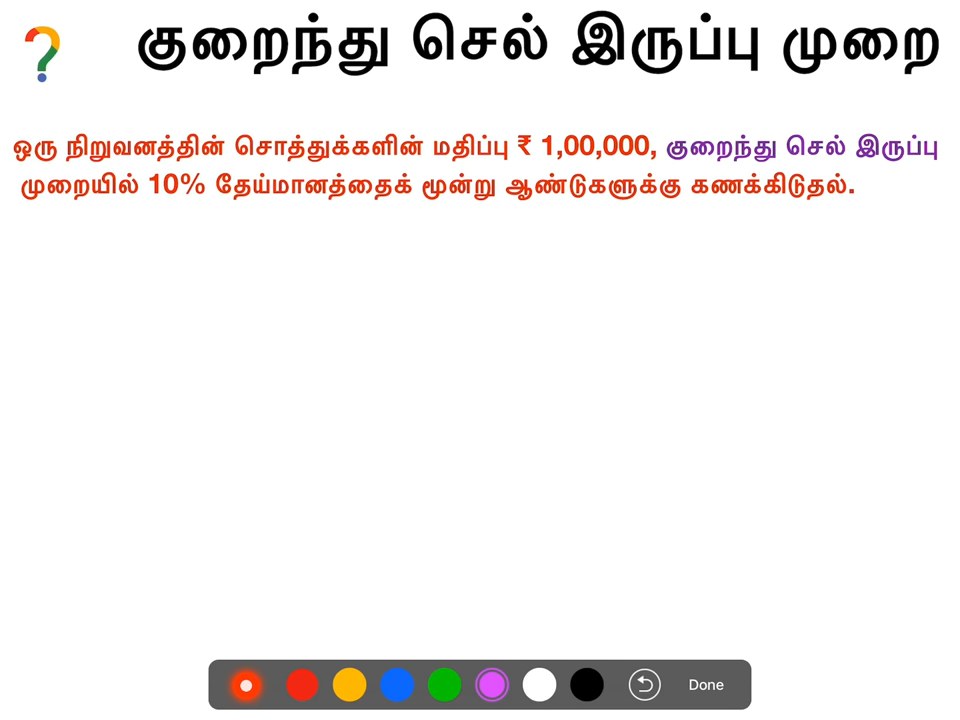 ?
குறைந்து செல் இருப்பு முறை
ஒரு நிறுவனத்தின் சொத்துக்களின் மதிப்பு ₹ 1,00,000, குறைந்து செல் இருப்பு
முறையில் 10% தேய்மானத்தைக் மூன்று ஆண்டுகளுக்கு கணக்கிடுதல்.
Done